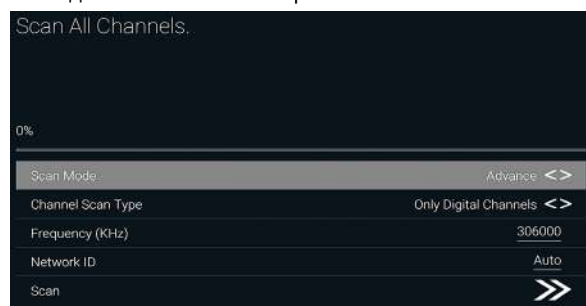 Scan All Channels.
0%
Scan Mode Advance <>
Channel Scan Type Only Digital Channels <>
Frequency (KHz) 306000
Network ID Auto
Scan